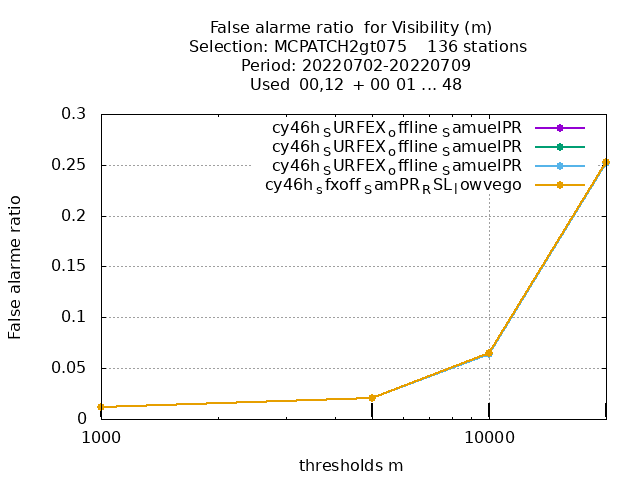 False alarme ratio  for Visibility (m)
Selection: MCPATCH2gt075    136 stations
Period: 20220702-20220709
Used  00,12  + 00 01 ... 48
cy46h_SURFEX_offline_SamuelPR
cy46h_SURFEX_offline_SamuelPR
cy46h_SURFEX_offline_SamuelPR
cy46h_sfxoff_SamPR_RSL_lowvego
0.3
0.25
0.2
0.15
0.1
0.05
0
False alarme ratio
1000
10000
thresholds m